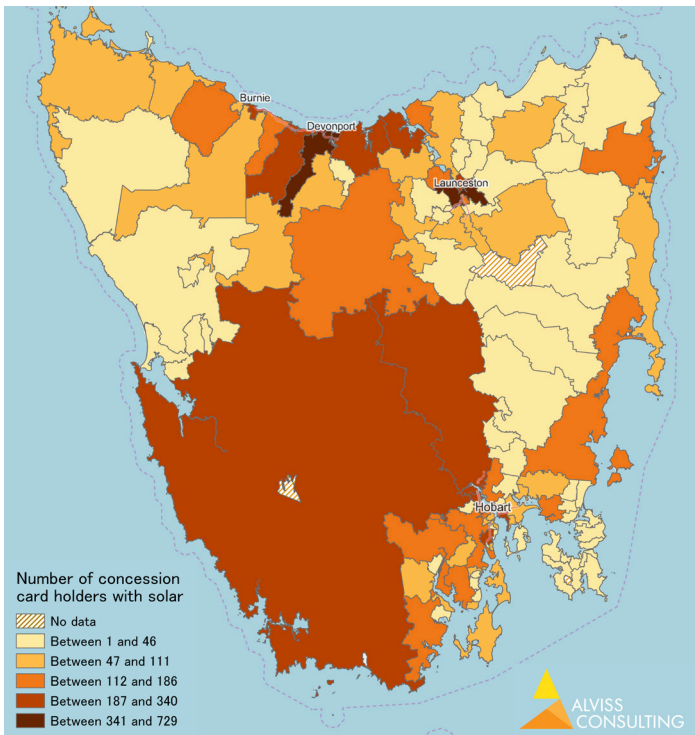 Burnie
Devonport
Launceston
Hobart
Number of concession
card holders with solar
No data
Between 1 and 46
Between 47 and 111
Between 112 and 186
Between 187 and 340
Between 341 and 729
ALVISS
CONSULTING